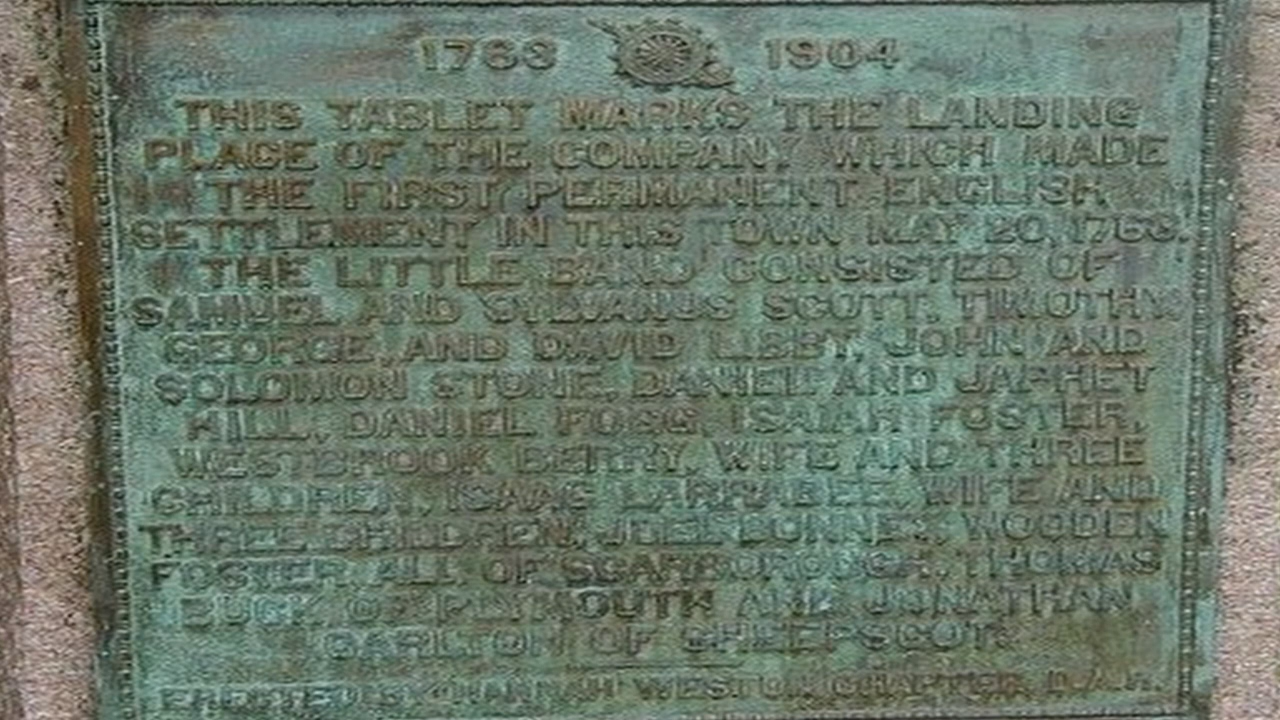 1763 1904
THIS TABLET MARKS THE LANDING
PLACE OF THE COMPANY WHICH MADE
THE FIRST PERMANENT ENGLISH
SETTLEMENT IN THIS TOWN MAY 20, 1763.
THE LITTLE BAND CONSISTED OF
SAMUEL AND SYLVANUS SCOTT, TIMOTHY
GEORGE, AND DAVID LIBBY, JOHN AND
SOLOMON STONE, DANIEL AND JAPHET
HILL, DANIEL FOGG, ISAIAH FOSTER,
WESTBROOK BERRY, WIFE AND THREE
CHILDREN, ISAAC LARRABEE, WIFE AND
THREE CHILDREN, JOEL BONNEY, WOODEN
FOSTER, ALL OF SCARBOROUGH, THOMAS
BUCK OF PLYMOUTH AND JONATHAN
CARLTON OF SHEEPSCOT.
ERECTED BY HANNAH WESTON CHAPTER, D.A.R.